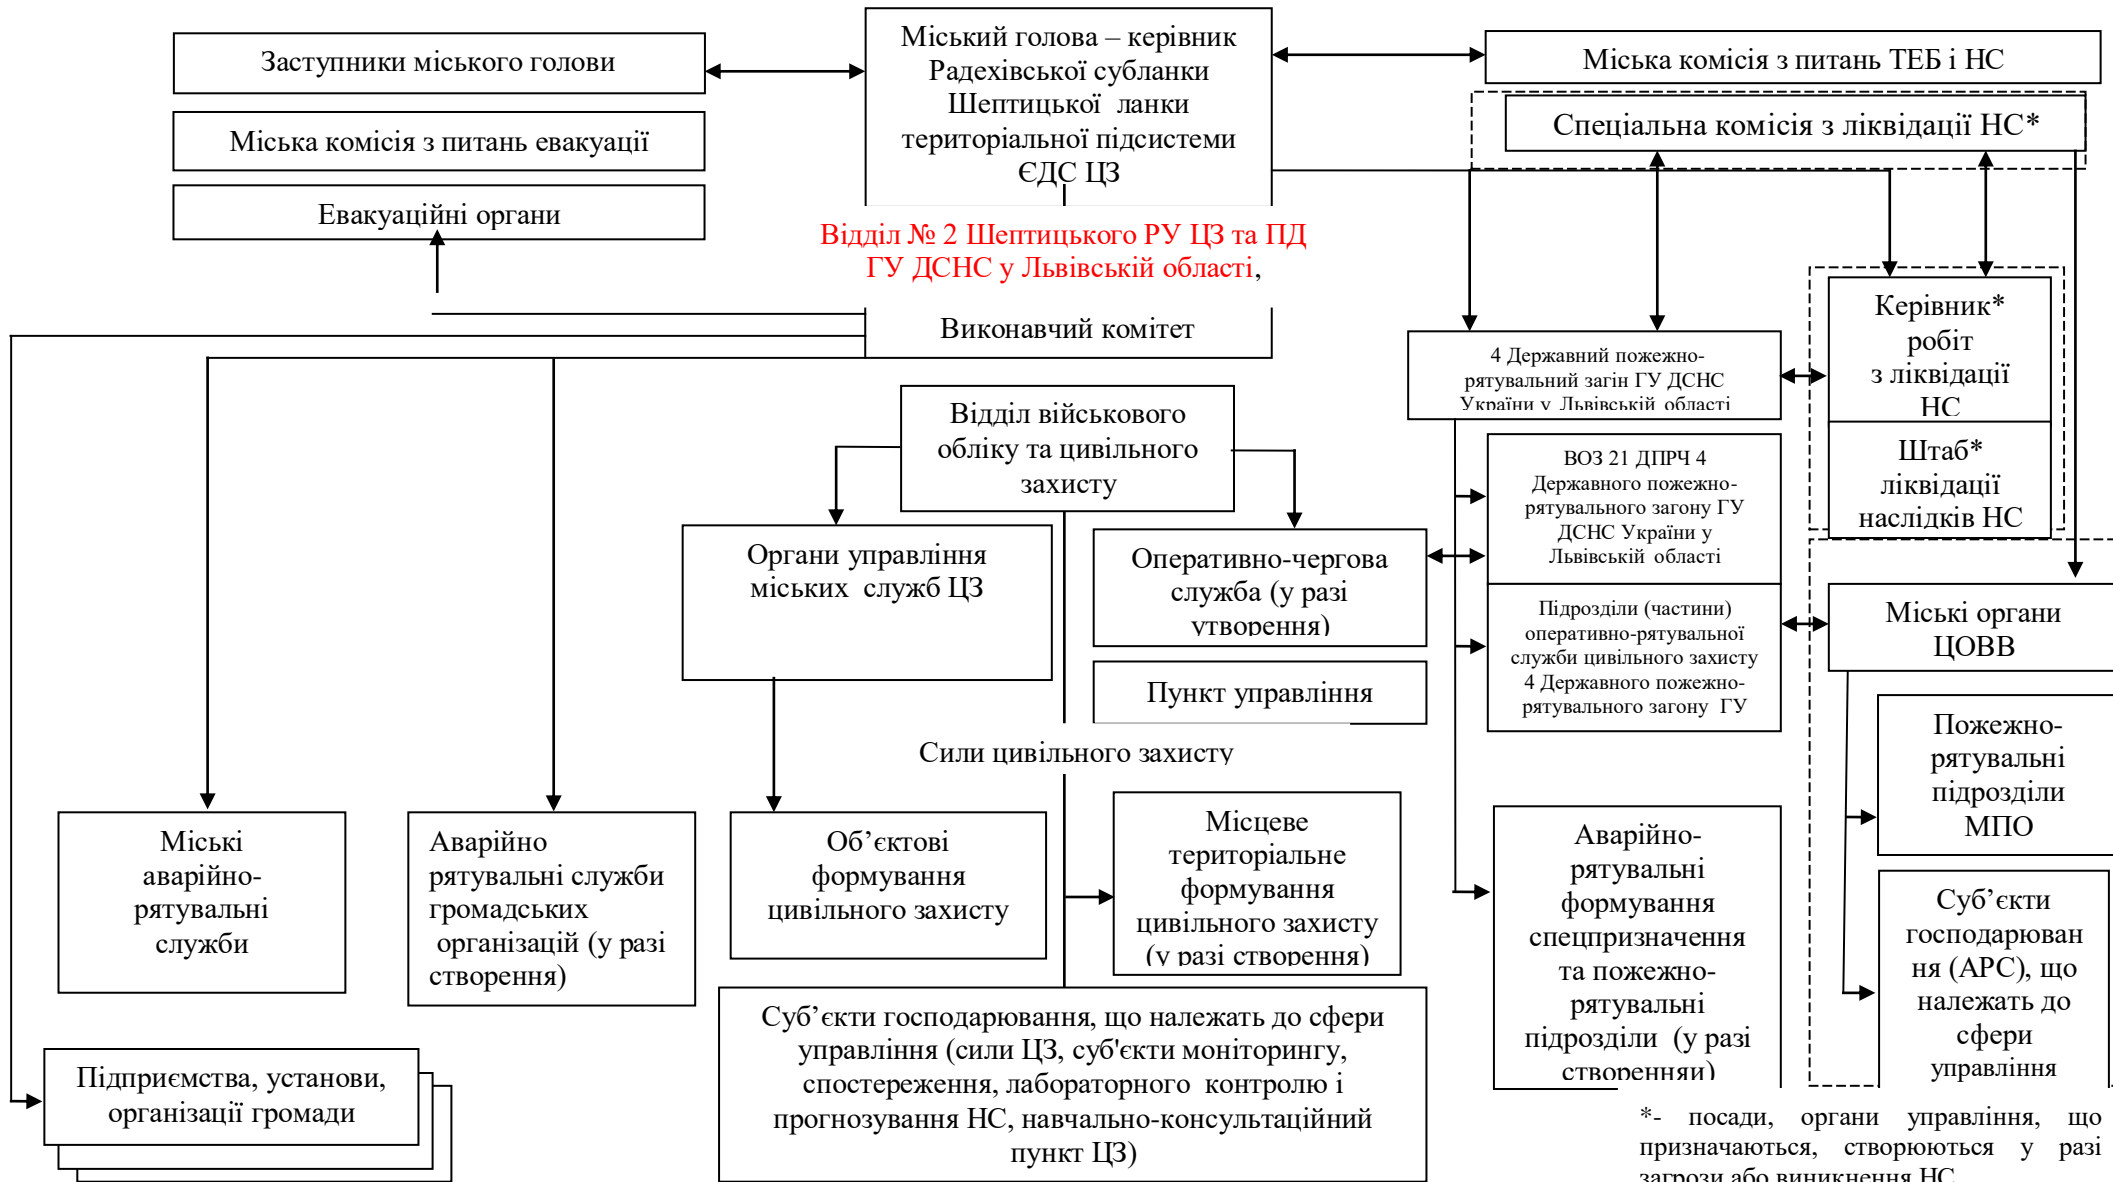 Заступники міського голови
Міська комісія з питань евакуації
Евакуаційні органи
Міський голова – керівник
Радехівської субланки
Шептицької ланки
територіальної підсистеми
ЄДС ЦЗ
Відділ № 2 Шептицького РУ ЦЗ та ПД
ГУ ДСНС у Львівській області,
Виконавчий комітет
Міська комісія з питань ТЕБ і НС
Спеціальна комісія з ліквідації НС*
4 Державний пожежно-
рятувальний загін ГУ ДСНС
України у Львівській області
Керівник*
робіт
з ліквідації
НС
Штаб*
ліквідації
наслідків НС
Відділ військового
обліку та цивільного
захисту
ВОЗ 21 ДПРЧ 4
Державного пожежно-
рятувального загону ГУ
ДСНС України у
Львівській області
Органи управління
міських служб ЦЗ
Оперативно-чергова
служба (у разі
утворення)
Підрозділи (частини)
оперативно-рятувальної
служби цивільного захисту
4 Державного пожежно-
рятувального загону ГУ
Міські органи
ЦОВВ
Пункт управління
Пожежно-
рятувальні
підрозділи
МПО
Сили цивільного захисту
Міські
аварійно-
рятувальні
служби
Аварійно
рятувальні служби
громадських
організацій (у разі
створення)
Об’єктові
формування
цивільного захисту
Місцеве
територіальне
формування
цивільного захисту
(у разі створення)
Аварійно-
рятувальні
формування
спецпризначення
та пожежно-
рятувальні
підрозділи (у разі
створенняи)
Суб’єкти
господарюван
ня (АРС), що
належать до
сфери
управління
Підприємства, установи,
організації громади
Суб’єкти господарювання, що належать до сфери
управління (сили ЦЗ, суб'єкти моніторингу,
спостереження, лабораторного контролю і
прогнозування НС, навчально-консультаційний
пункт ЦЗ)
*- посади, органи управління, що
призначаються, створюються у разі
загрози або виникнення НС